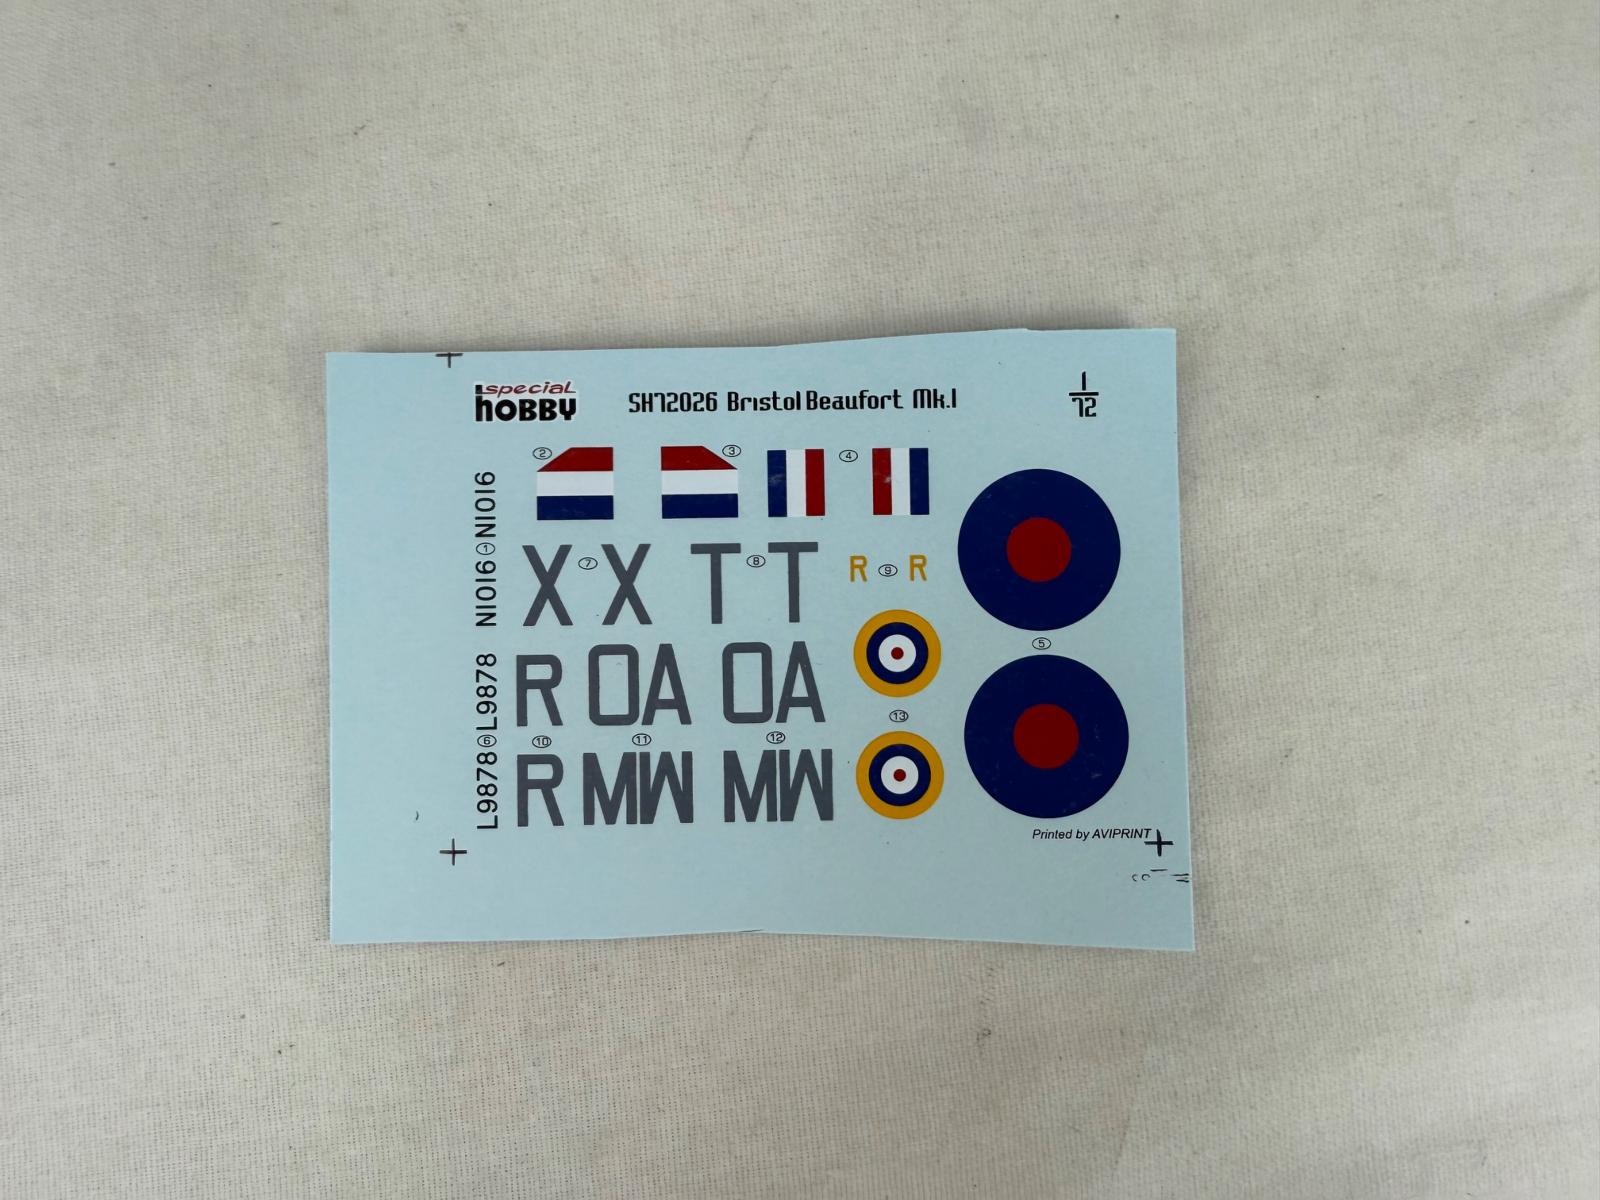 special
hOBBY
SH72026 Bristol Beaufort Mk.I
1
72
2
3
4
N1016 1 N1016
X 7 X
T 8 T
R 9 R
5
L9878 6 L9878
R OA OA
10
11
12
13
R MW MW
Printed by AVIPRINT